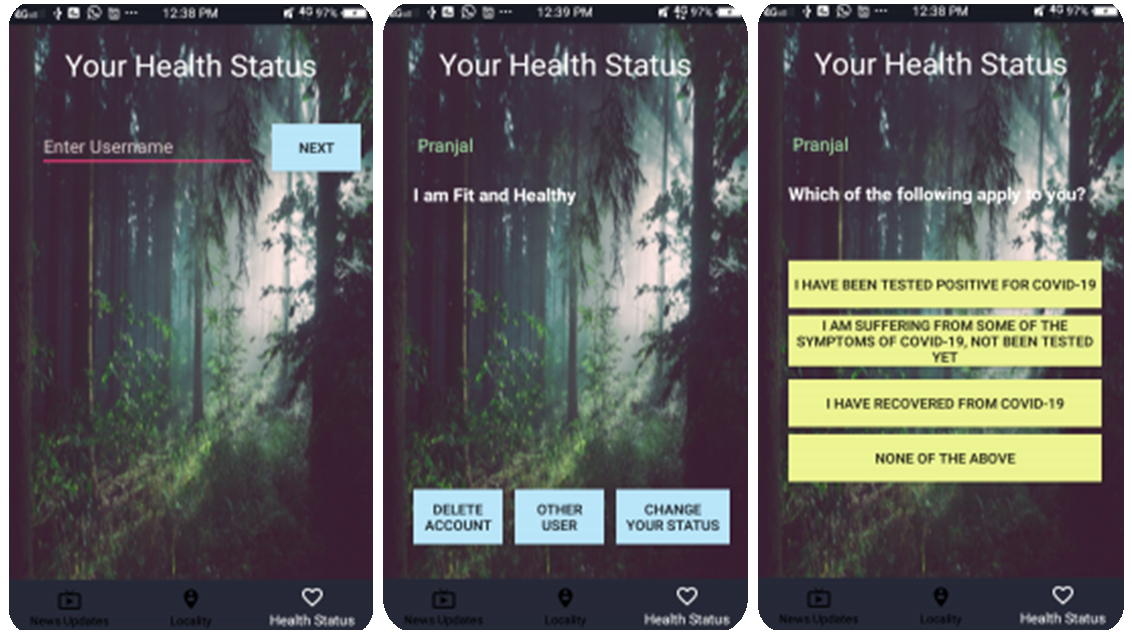 12:38 PM
4G 97%
Your Health Status
Enter Username
NEXT
News Updates
Locality
Health Status
12:39 PM
4G 97%
Your Health Status
Pranjal
I am Fit and Healthy
DELETE
ACCOUNT
OTHER
USER
CHANGE
YOUR STATUS
News Updates
Locality
Health Status
12:38 PM
4G 97%
Your Health Status
Pranjal
Which of the following apply to you?
I HAVE BEEN TESTED POSITIVE FOR COVID-19
I AM SUFFERING FROM SOME OF THE
SYMPTOMS OF COVID-19, NOT BEEN TESTED
YET
I HAVE RECOVERED FROM COVID-19
NONE OF THE ABOVE
News Updates
Locality
Health Status